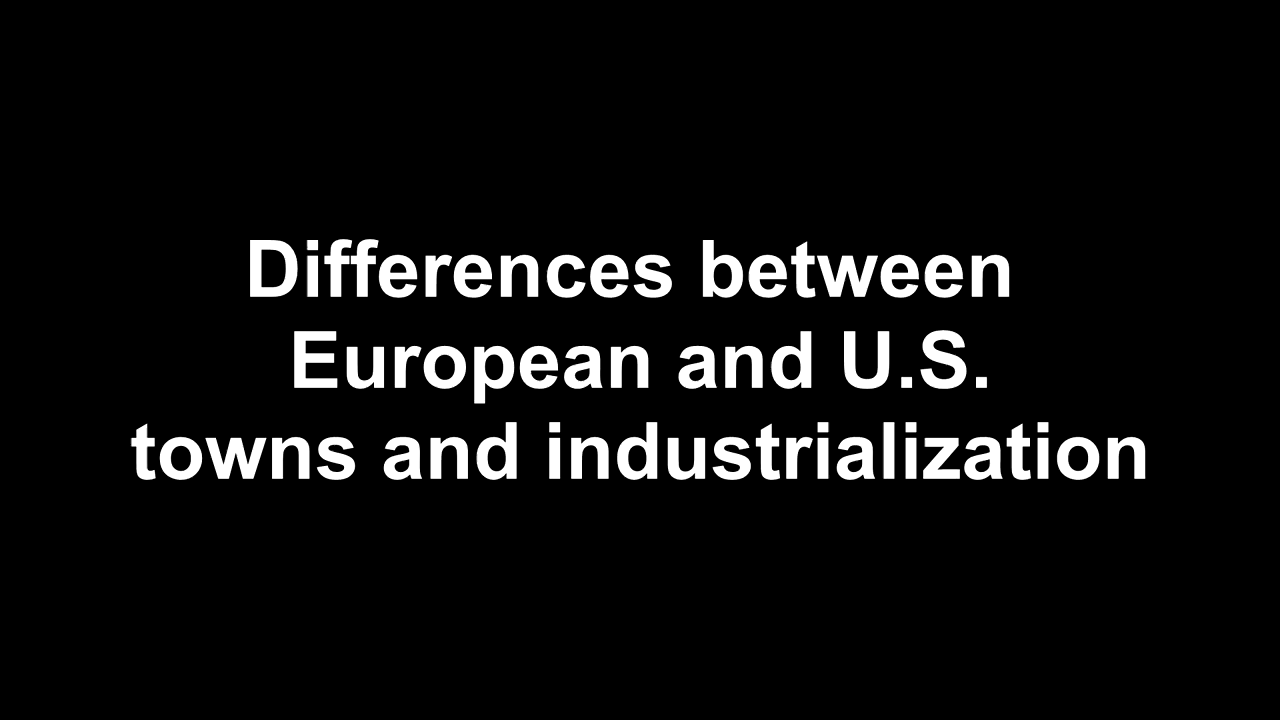 Differences between
European and U.S.
towns and industrialization